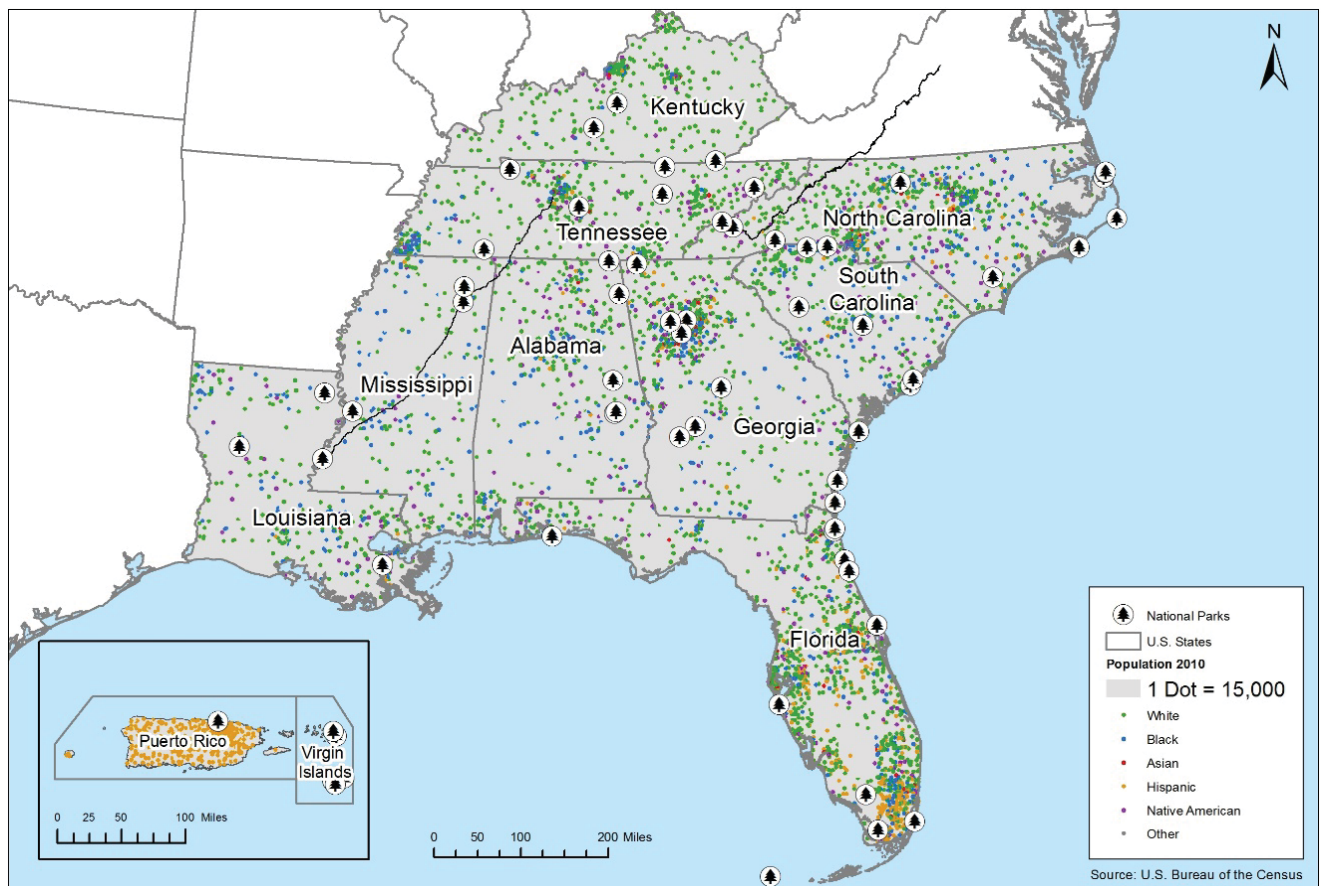 N
Kentucky
Tennessee
North Carolina
South
Carolina
Alabama
Mississippi
Georgia
Louisiana
Florida
Puerto Rico
Virgin
Islands
0 25 50 100 Miles
0 50 100 200 Miles
National Parks
U.S. States
Population 2010
1 Dot = 15,000
White
Black
Asian
Hispanic
Native American
Other
Source: U.S. Bureau of the Census